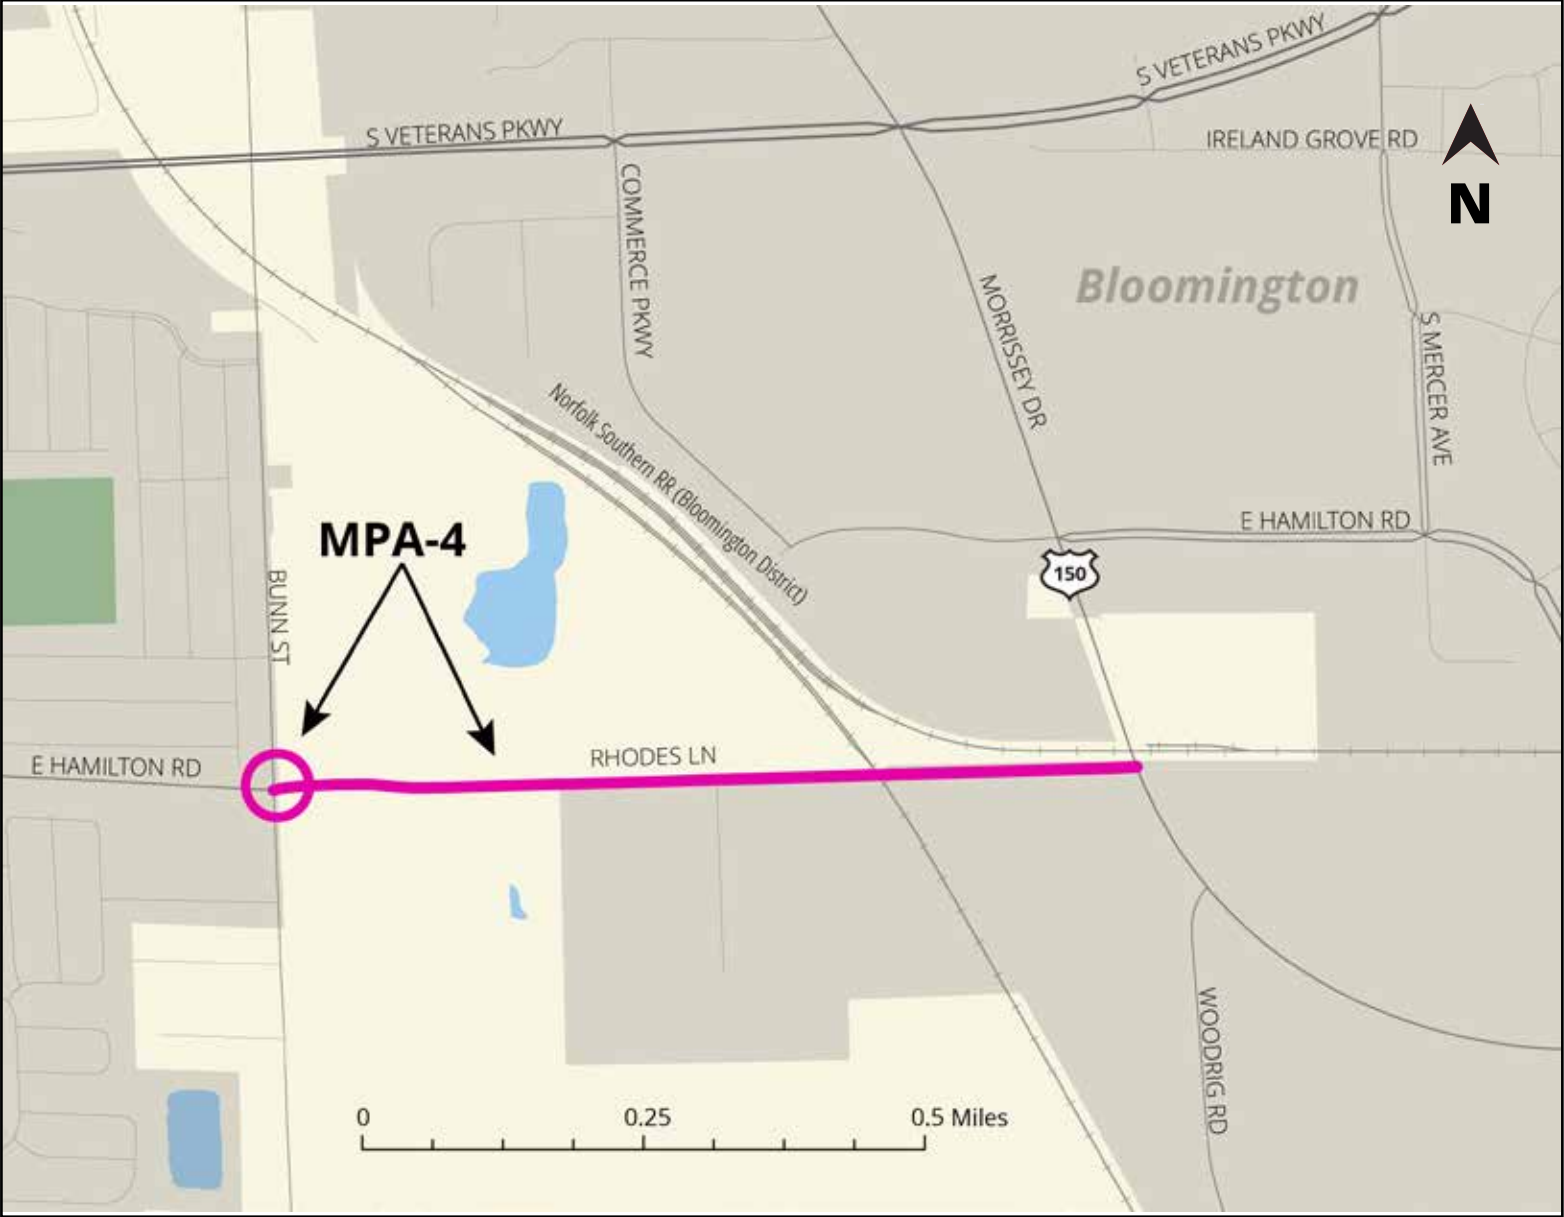 S VETERANS PKWY
S VETERANS PKWY
IRELAND GROVE RD
N
COMMERCE PKWY
MORRISSEY DR
Bloomington
S MERCER AVE
Norfolk Southern RR (Bloomington District)
E HAMILTON RD
MPA-4
150
BUNN ST
RHODES LN
E HAMILTON RD
WOODRIG RD
0 0.25 0.5 Miles